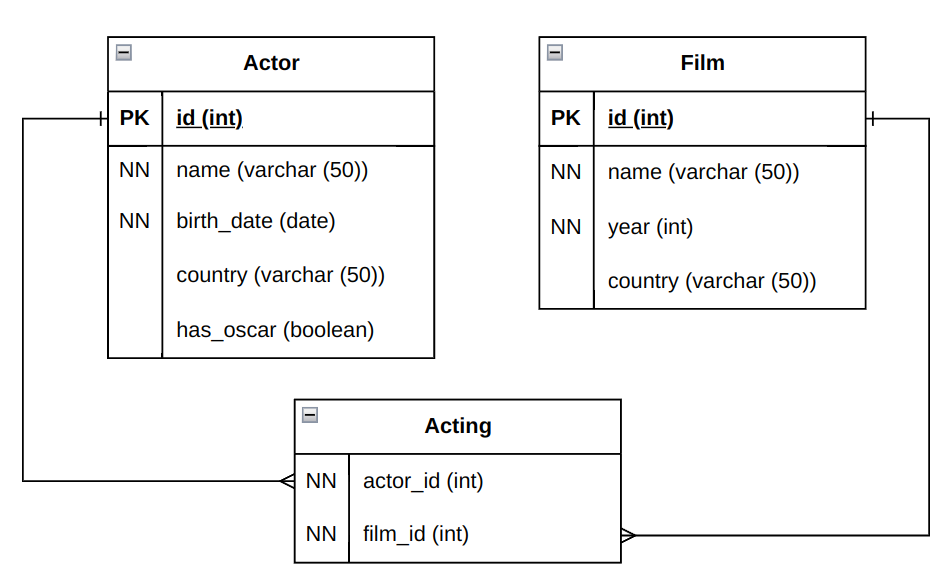 Actor
PK id (int)
NN name (varchar (50))
NN birth_date (date)
country (varchar (50))
has_oscar (boolean)
Film
PK id (int)
NN name (varchar (50))
NN year (int)
country (varchar (50))
Acting
NN actor_id (int)
NN film_id (int)